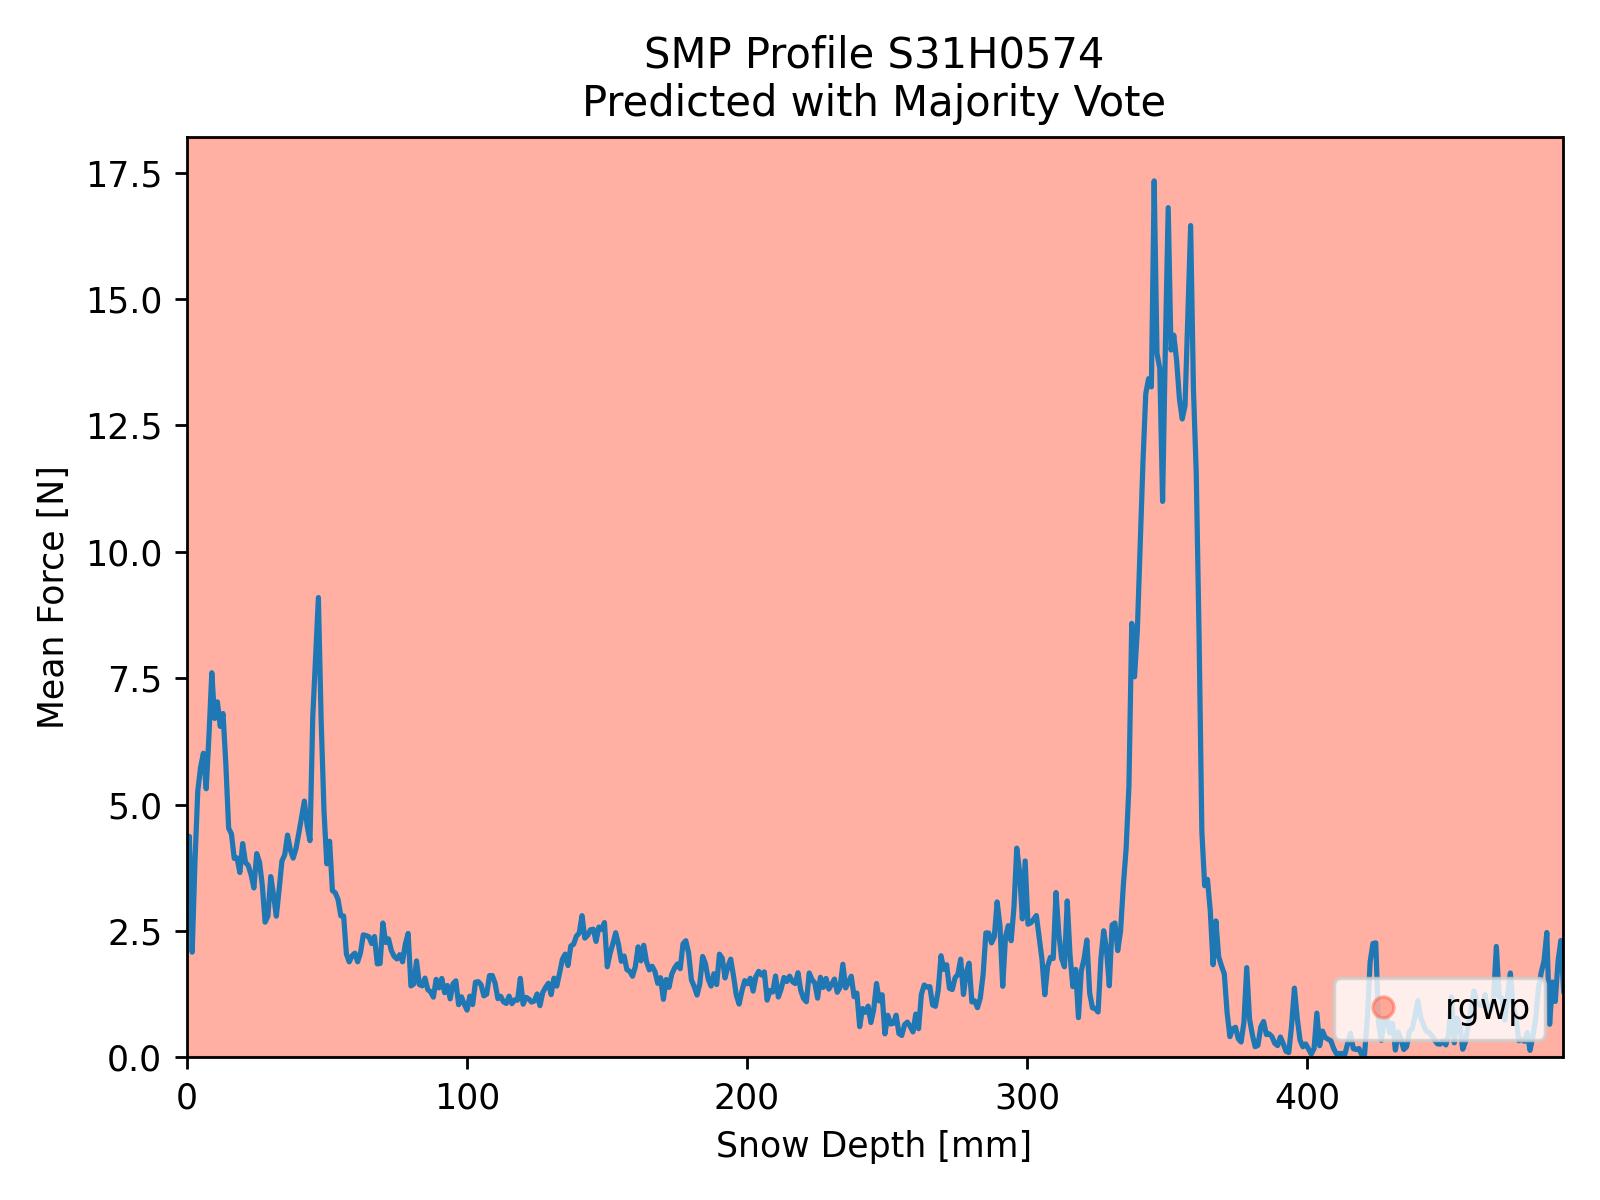 SMP Profile S31H0574
Predicted with Majority Vote
17.5
15.0
12.5
10.0
7.5
5.0
2.5
0.0
Mean Force [N]
rgwp
0
100
200
300
400
Snow Depth [mm]